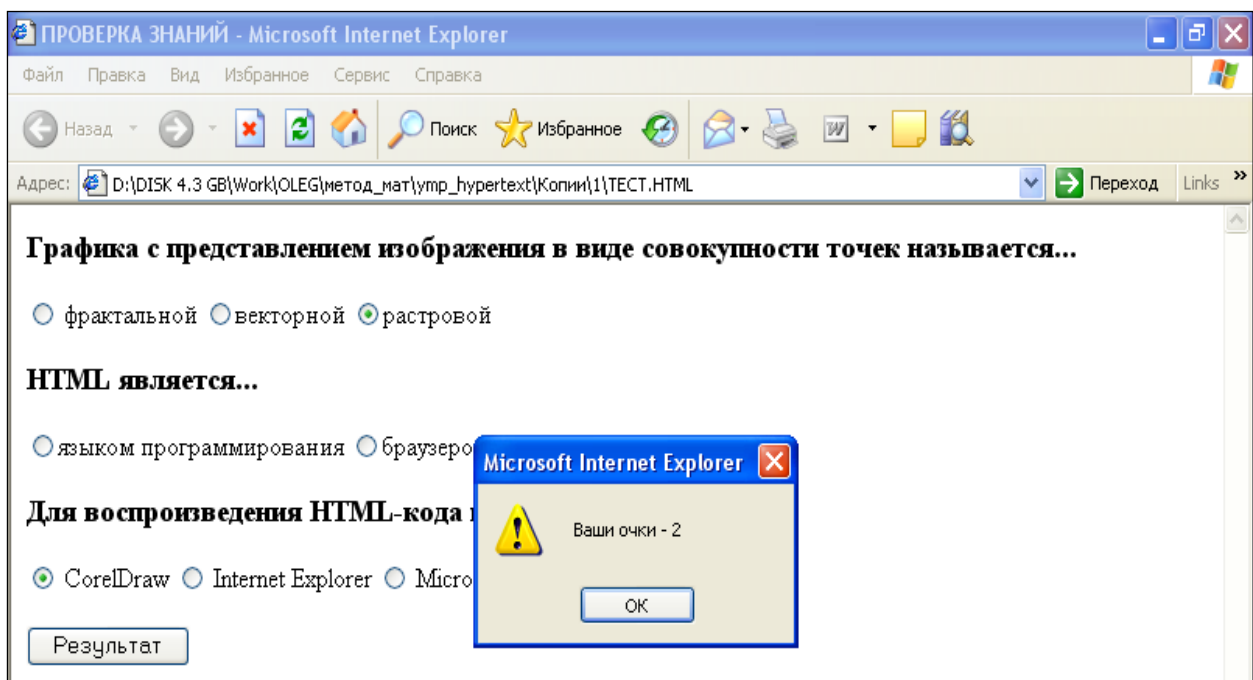 ПРОВЕРКА ЗНАНИЙ - Microsoft Internet Explorer
Файл Правка Вид Избранное Сервис Справка
Назад Поиск Избранное
Адрес: D:\DISK 4.3 GB\Work\OLEG\метод_мат\ymp_hypertext\Копии\1\ТЕСТ.HTML Переход Links »
Графика с представлением изображения в виде совокупности точек называется...
фрактальной векторной растровой
HTML является...
языком программирования браузеро
Microsoft Internet Explorer
Для воспроизведения HTML-кода
Ваши очки - 2
CorelDraw Internet Explorer Micro
ОК
Результат